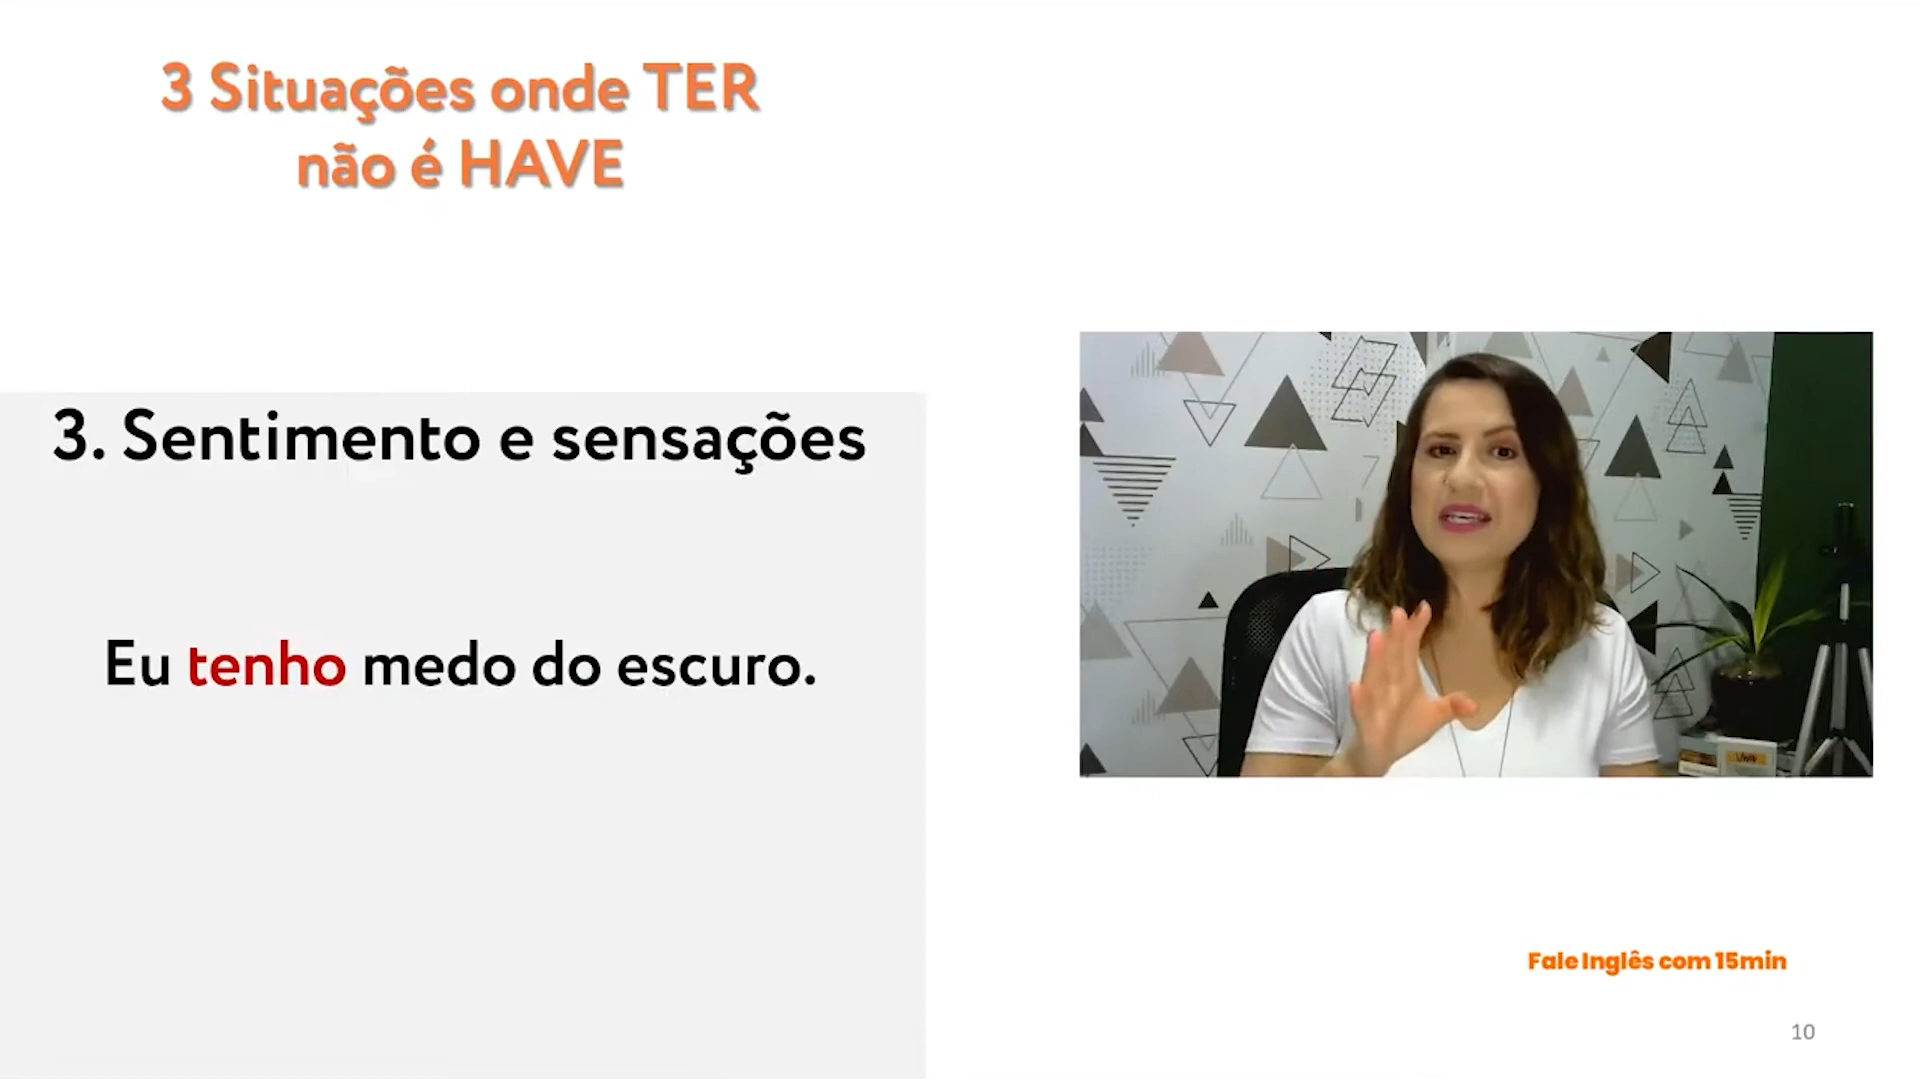 3 Situações onde TER
não é HAVE
3. Sentimento e sensações
Eu tenho medo do escuro.
Fale Inglês com 15min
10